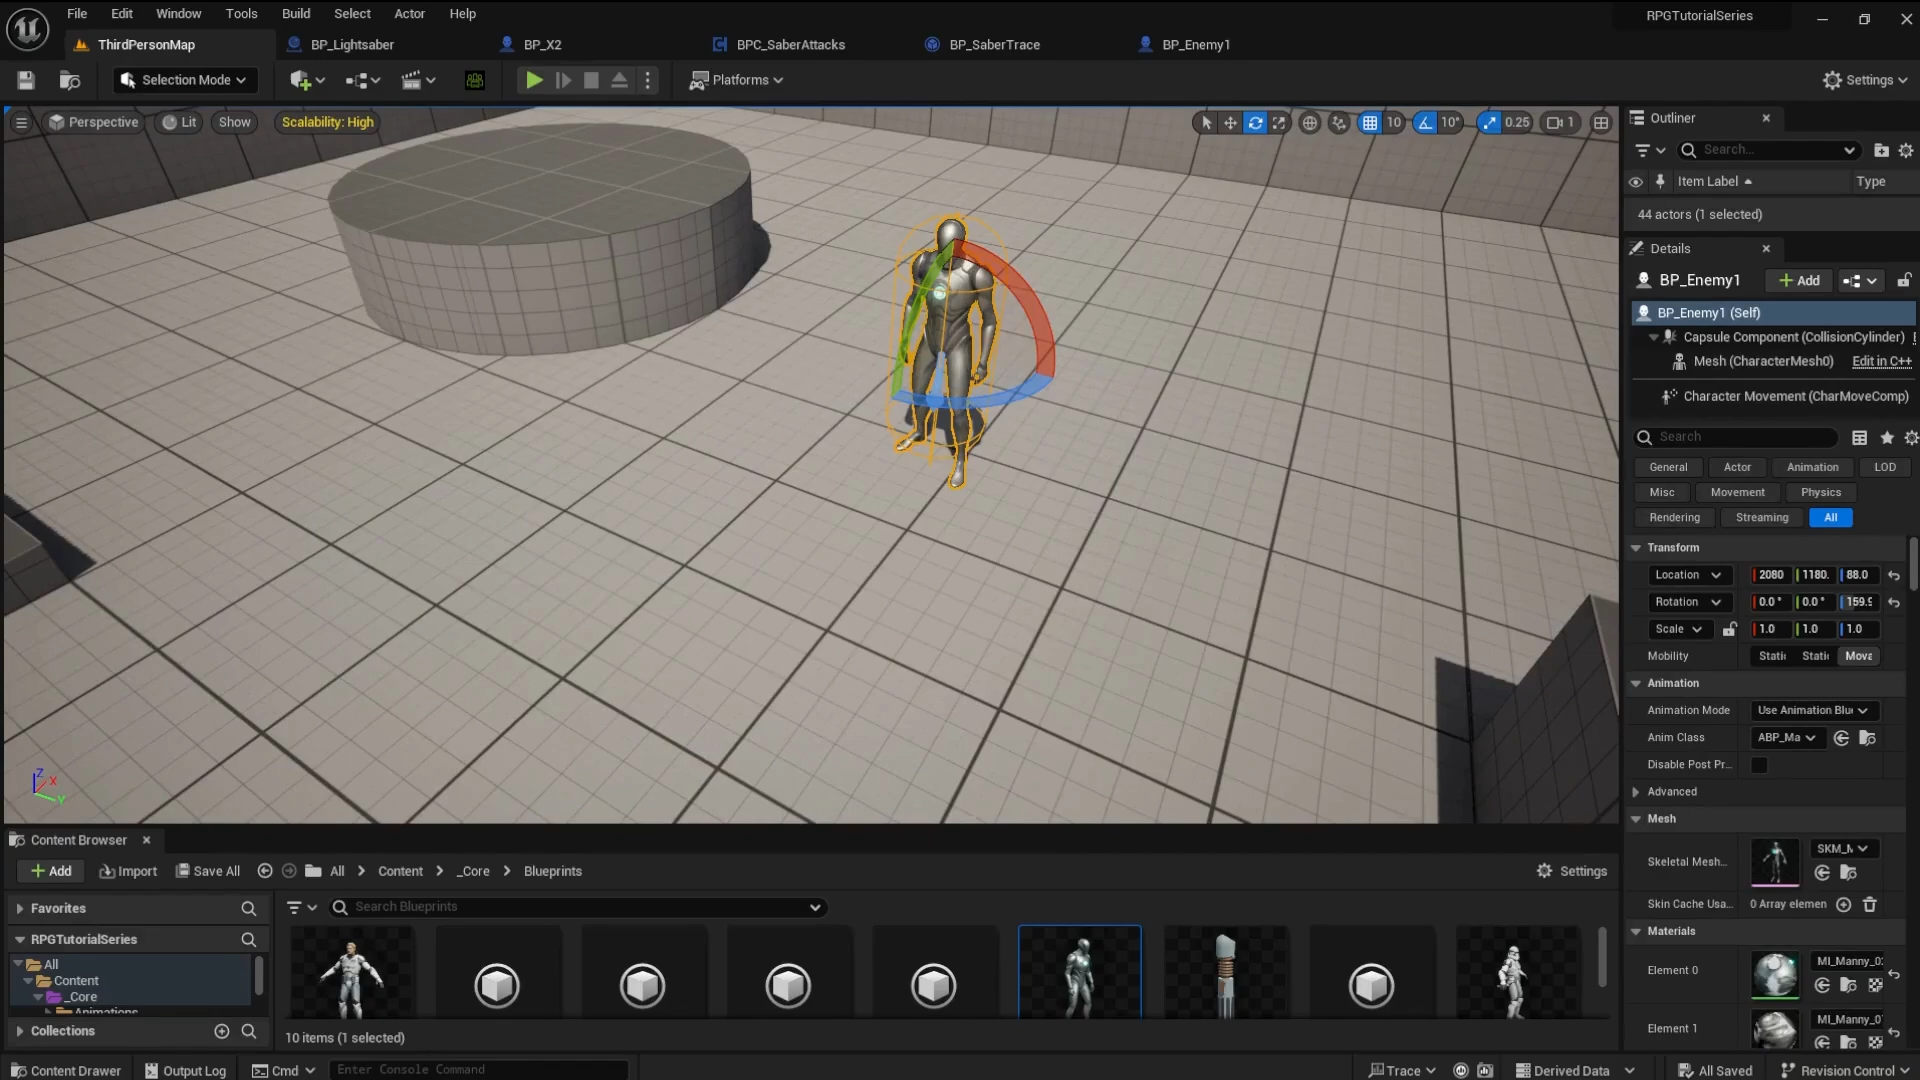 File Edit Window Tools Build Select Actor Help
RPGTutorialSeries
ThirdPersonMap BP_Lightsaber BP_X2 BPC_SaberAttacks BP_SaberTrace BP_Enemy1
Selection Mode Platforms Settings
Perspective Lit Show Scalability: High 10 10° 0.25 1
Outliner
Search...
Item Label Type
44 actors (1 selected)
Details
BP_Enemy1 Add
BP_Enemy1 (Self)
Capsule Component (CollisionCylinder)
Mesh (CharacterMesh0) Edit in C++
Character Movement (CharMoveComp)
Search
General Actor Animation LOD
Misc Movement Physics
Rendering Streaming All
Transform
Location 2080 1180. 88.0
Rotation 0.0 ° 0.0 ° 159.9
Scale 1.0 1.0 1.0
Mobility Stati Stati Mova
Animation
Animation Mode Use Animation Blu
Anim Class ABP_Ma
Disable Post Pr...
Advanced
Mesh
Skeletal Mesh... SKM_M
Skin Cache Usa... 0 Array elemen
Materials
Element 0 MI_Manny_02
Element 1 MI_Manny_01
Z X Y
Content Browser
Add Import Save All All Content _Core Blueprints Settings
Favorites Search Blueprints
RPGTutorialSeries
All
Content
_Core
Animations
Collections 10 items (1 selected)
Content Drawer Output Log Cmd Enter Console Command Trace Derived Data All Saved Revision Control